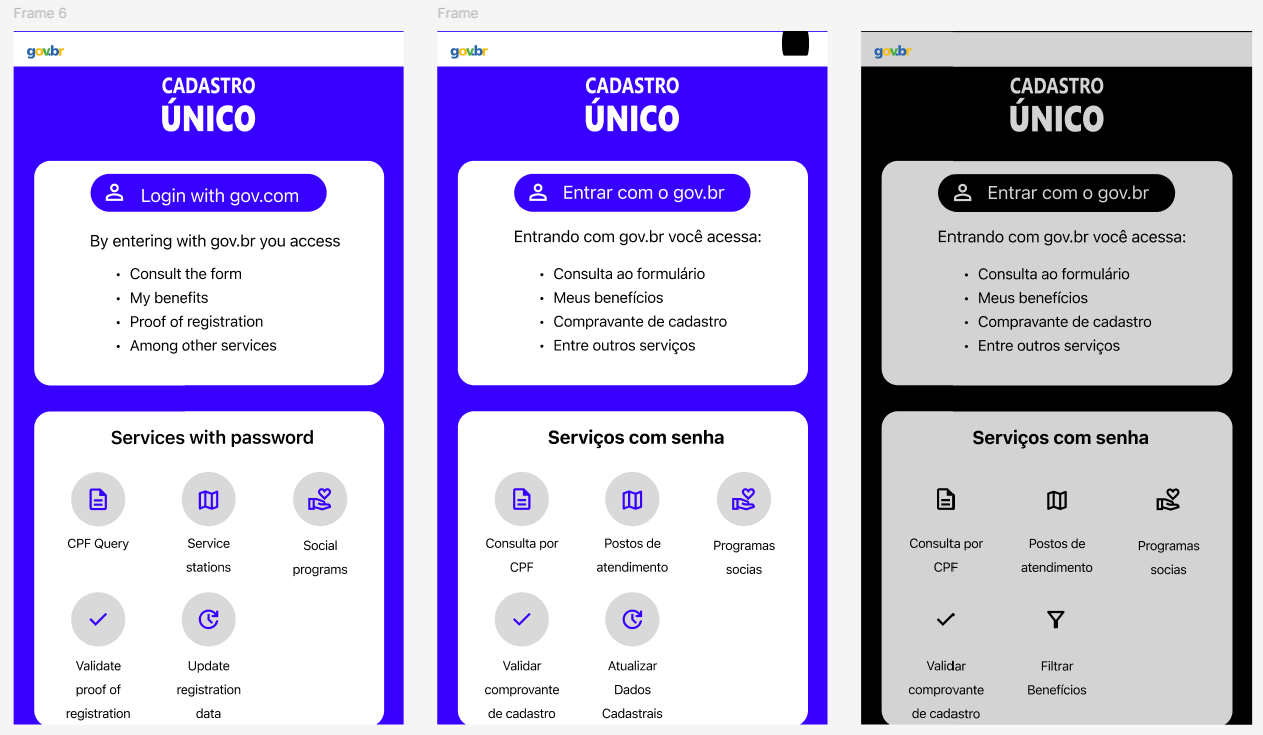 Frame 6
gov.br
CADASTRO
ÚNICO
Login with gov.com
By entering with gov.br you access
• Consult the form
• My benefits
• Proof of registration
• Among other services
Services with password
CPF Query
Service
stations
Social
programs
Validate
proof of
registration
Update
registration
data
Frame
gov.br
CADASTRO
ÚNICO
Entrar com o gov.br
Entrando com gov.br você acessa:
• Consulta ao formulário
• Meus benefícios
• Compravante de cadastro
• Entre outros serviços
Serviços com senha
Consulta por
CPF
Postos de
atendimento
Programas
socias
Validar
comprovante
de cadastro
Atualizar
Dados
Cadastrais
gov.br
CADASTRO
ÚNICO
Entrar com o gov.br
Entrando com gov.br você acessa:
• Consulta ao formulário
• Meus benefícios
• Compravante de cadastro
• Entre outros serviços
Serviços com senha
Consulta por
CPF
Postos de
atendimento
Programas
socias
Validar
comprovante
de cadastro
Filtrar
Benefícios